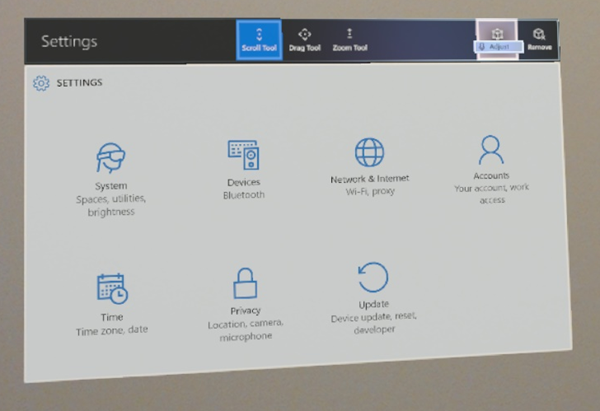 Settings
Scroll Tool
Drag Tool
Zoom Tool
Adjust
Remove
SETTINGS
System
Spaces, utilities,
brightness
Devices
Bluetooth
Network & Internet
Wi-Fi, proxy
Accounts
Your account, work
access
Time
Time zone, date
Privacy
Location, camera,
microphone
Update
Device update, reset,
developer